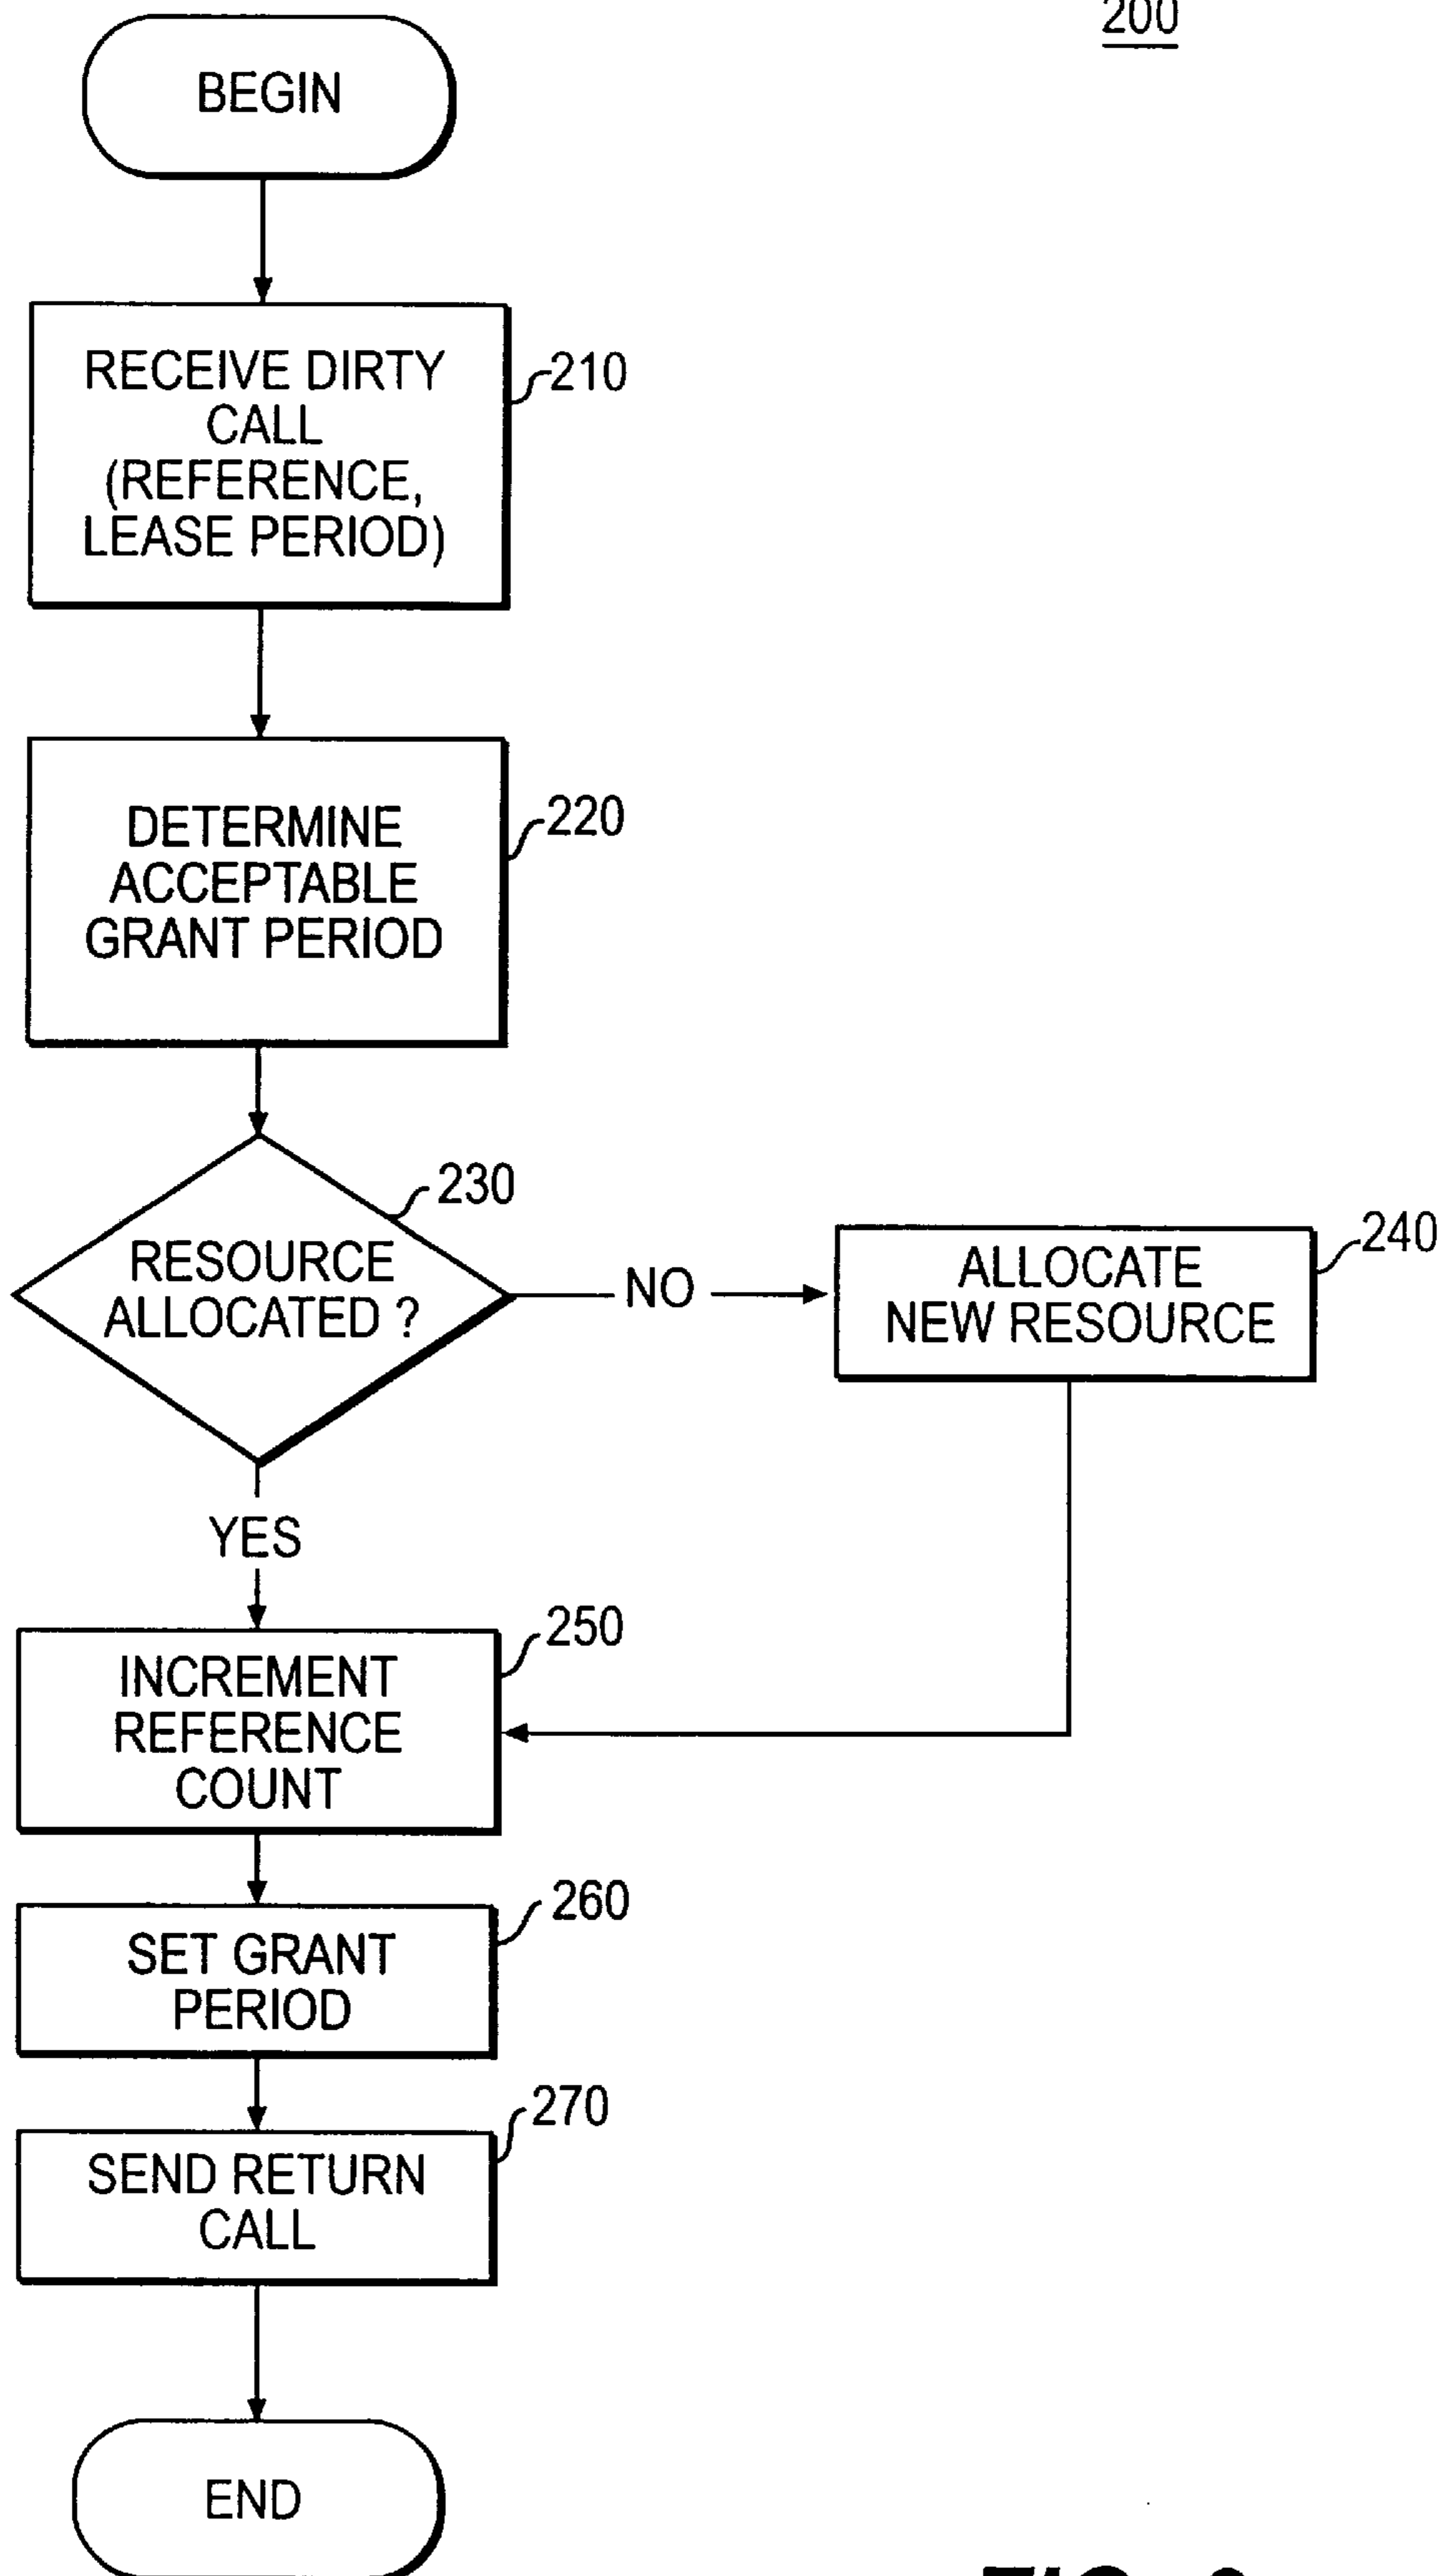 200
BEGIN
RECEIVE DIRTY
CALL
(REFERENCE,
LEASE PERIOD)
210
DETERMINE
ACCEPTABLE
GRANT PERIOD
220
RESOURCE
ALLOCATED ?
230
NO
ALLOCATE
NEW RESOURCE
240
YES
INCREMENT
REFERENCE
COUNT
250
SET GRANT
PERIOD
260
SEND RETURN
CALL
270
END